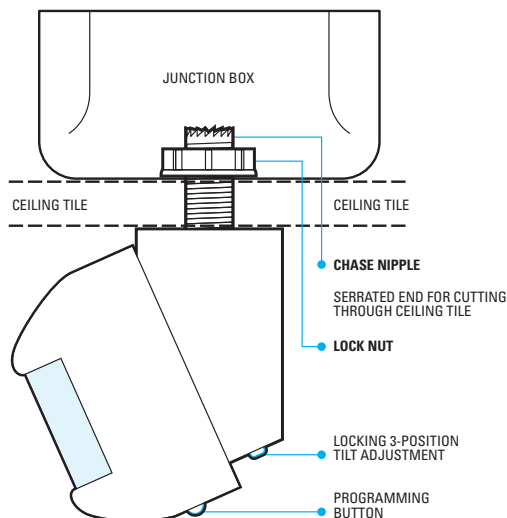 JUNCTION BOX
CEILING TILE
CEILING TILE
CHASE NIPPLE
SERRATED END FOR CUTTING
THROUGH CEILING TILE
LOCK NUT
LOCKING 3-POSITION
TILT ADJUSTMENT
PROGRAMMING
BUTTON